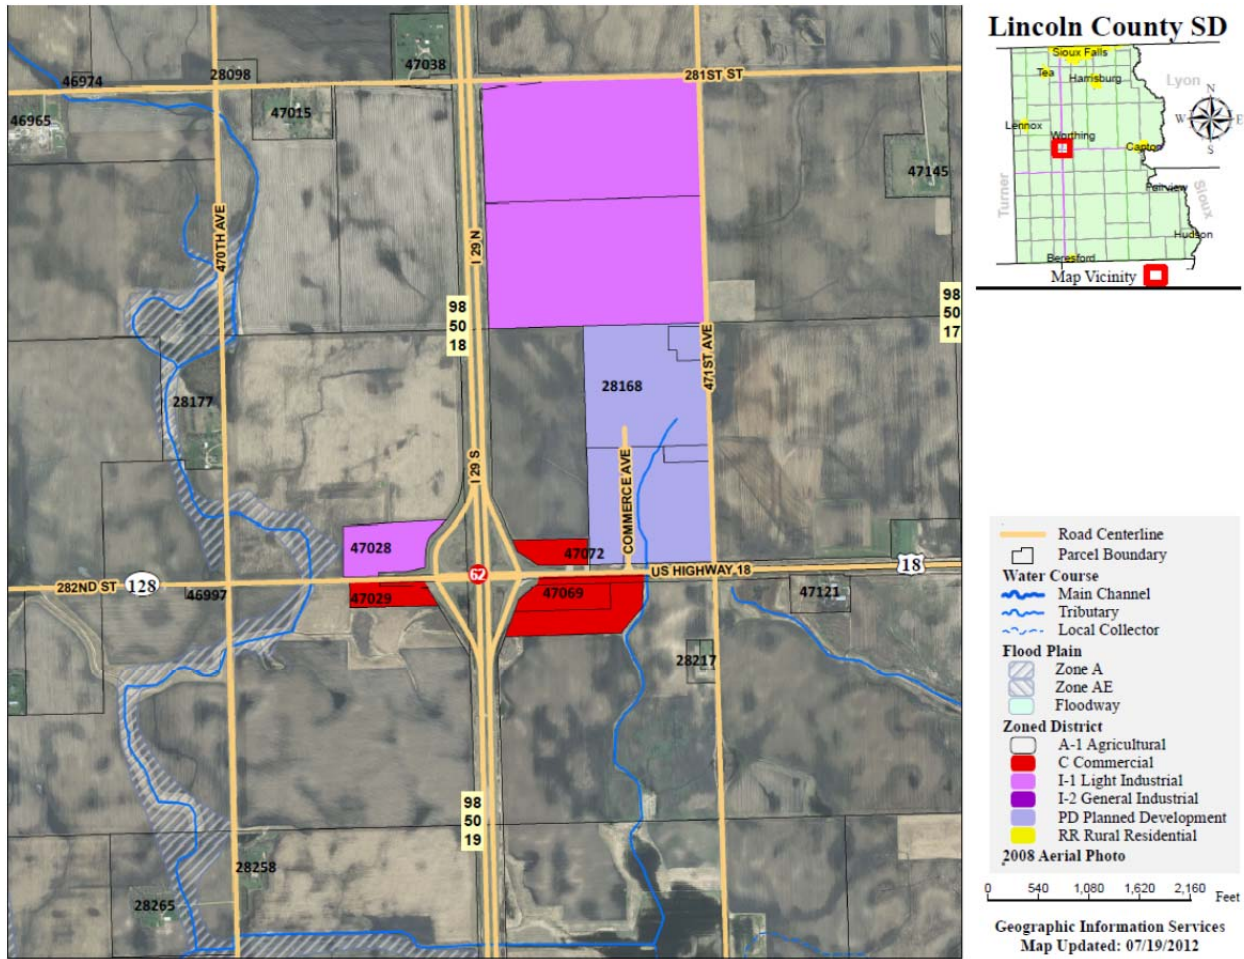 46974
28098
47038
281ST ST
46965
47015
47145
470TH AVE
I 29 N
98
50
18
98
50
17
471ST AVE
28168
28177
I 29 S
COMMERCE AVE
47028
47072
US HIGHWAY 18
18
282ND ST
128
46997
47029
62
47069
47121
28217
98
50
19
28258
28265
Lincoln County SD
Sioux Falls
Tea
Harrisburg
Lyon
N
W
E
S
Lennox
Worthing
Canton
Turner
Fairview
Sioux
Hudson
Beresford
Map Vicinity
Road Centerline
Parcel Boundary
Water Course
Main Channel
Tributary
Local Collector
Flood Plain
Zone A
Zone AE
Floodway
Zoned District
A-1 Agricultural
C Commercial
I-1 Light Industrial
I-2 General Industrial
PD Planned Development
RR Rural Residential
2008 Aerial Photo
0 540 1,080 1,620 2,160
Feet
Geographic Information Services
Map Updated: 07/19/2012